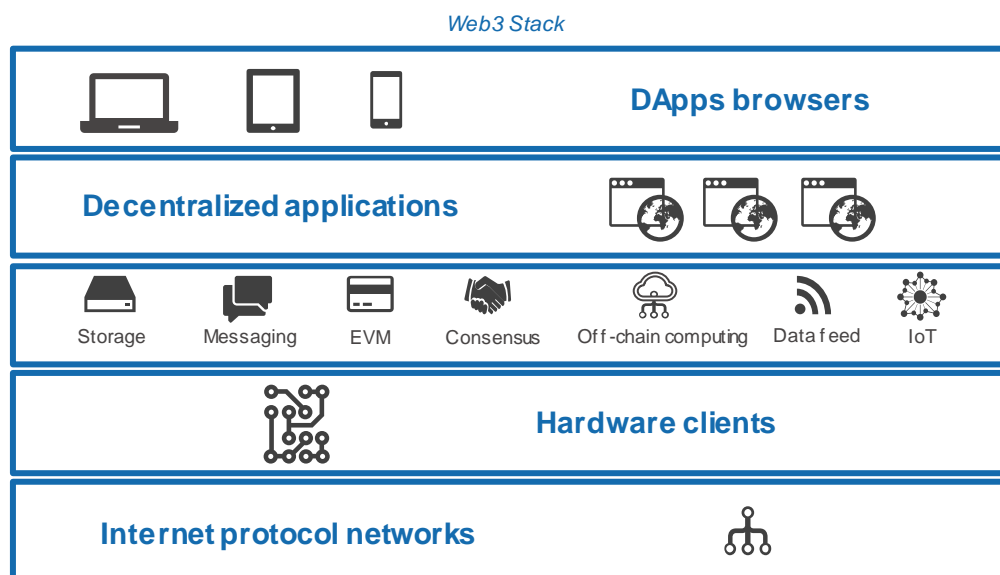 Web3 Stack
DApps browsers
Decentralized applications
Storage Messaging EVM Consensus Off-chain computing Data feed IoT
Hardware clients
Internet protocol networks